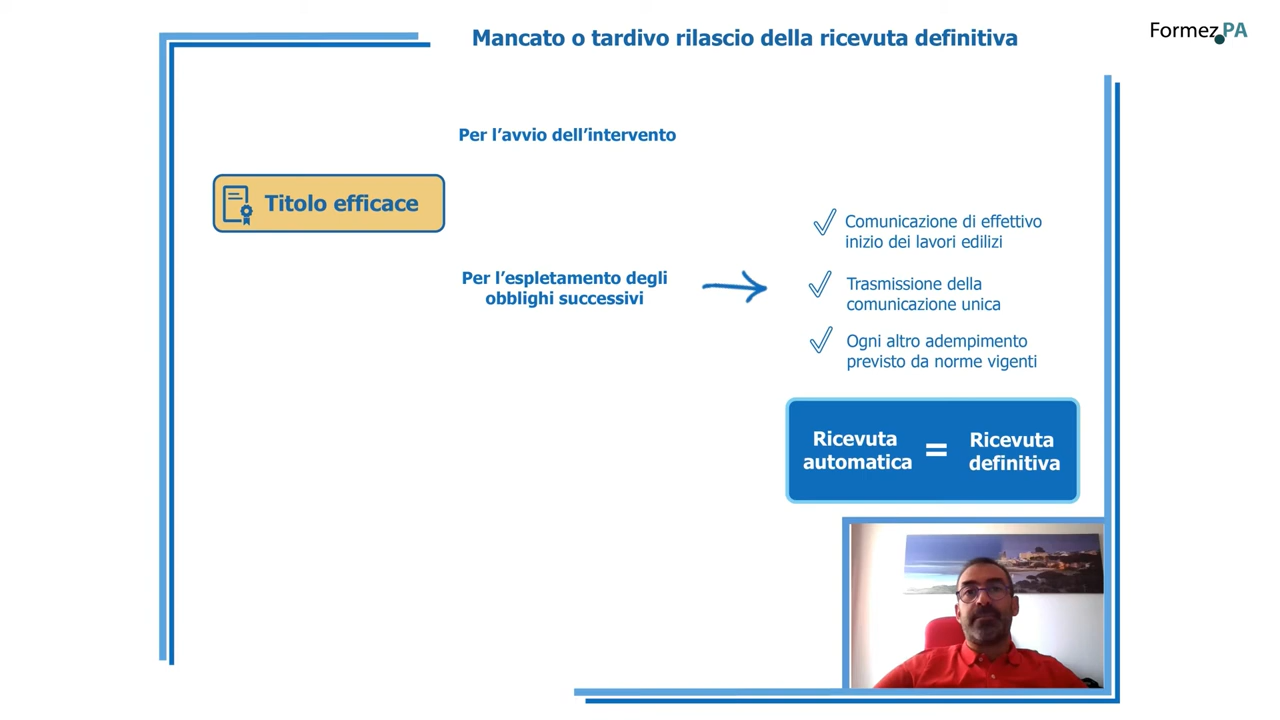 Mancato o tardivo rilascio della ricevuta definitiva
Formez PA
Per l'avvio dell'intervento
Titolo efficace
Per l'espletamento degli
obblighi successivi
Comunicazione di effettivo
inizio dei lavori edilizi
Trasmissione della
comunicazione unica
Ogni altro adempimento
previsto da norme vigenti
Ricevuta
automatica
=
Ricevuta
definitiva